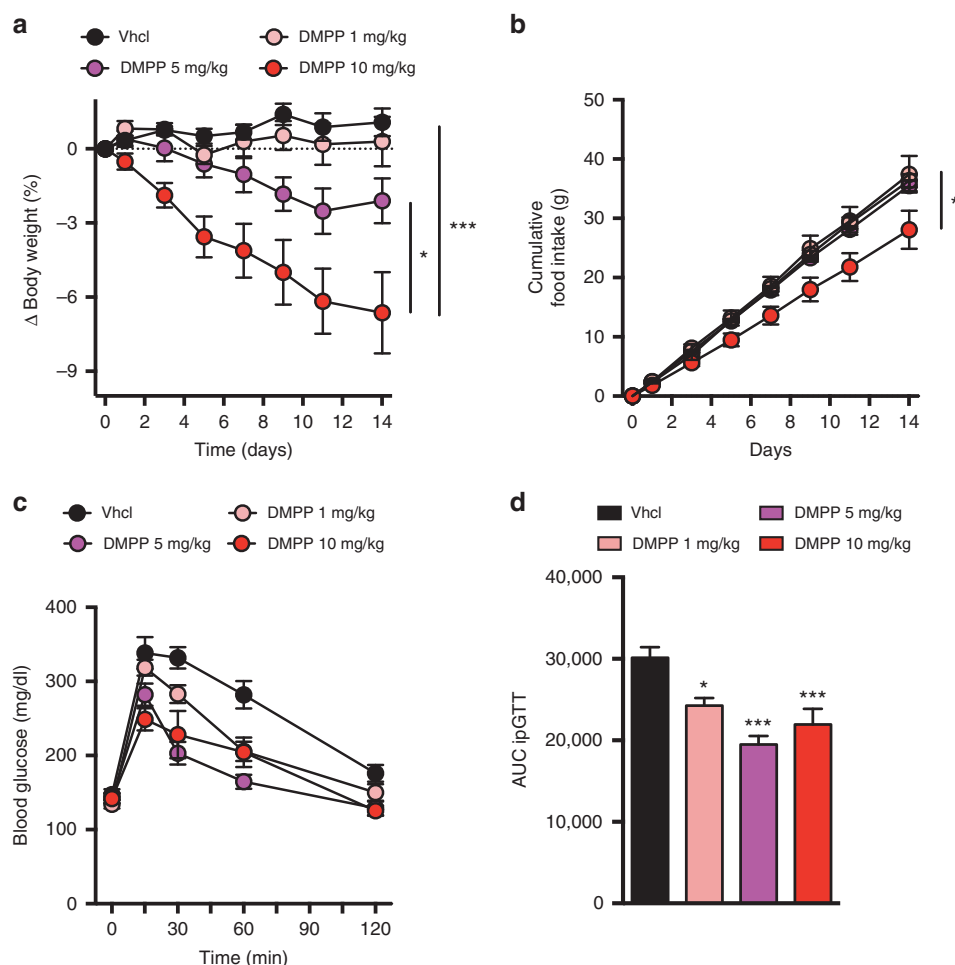 a
Vhcl
DMPP 1 mg/kg
DMPP 5 mg/kg
DMPP 10 mg/kg
Δ Body weight (%)
0
–3
–6
–9
0 2 4 6 8 10 12 14
Time (days)
*
***
b
Cumulative
food intake (g)
50
40
30
20
10
0
0 2 4 6 8 10 12 14
Days
*
c
Vhcl
DMPP 1 mg/kg
DMPP 5 mg/kg
DMPP 10 mg/kg
Blood glucose (mg/dl)
400
300
200
100
0
0 30 60 90 120
Time (min)
d
Vhcl
DMPP 5 mg/kg
DMPP 1 mg/kg
DMPP 10 mg/kg
AUC ipGTT
40,000
30,000
20,000
10,000
0
*
***
***